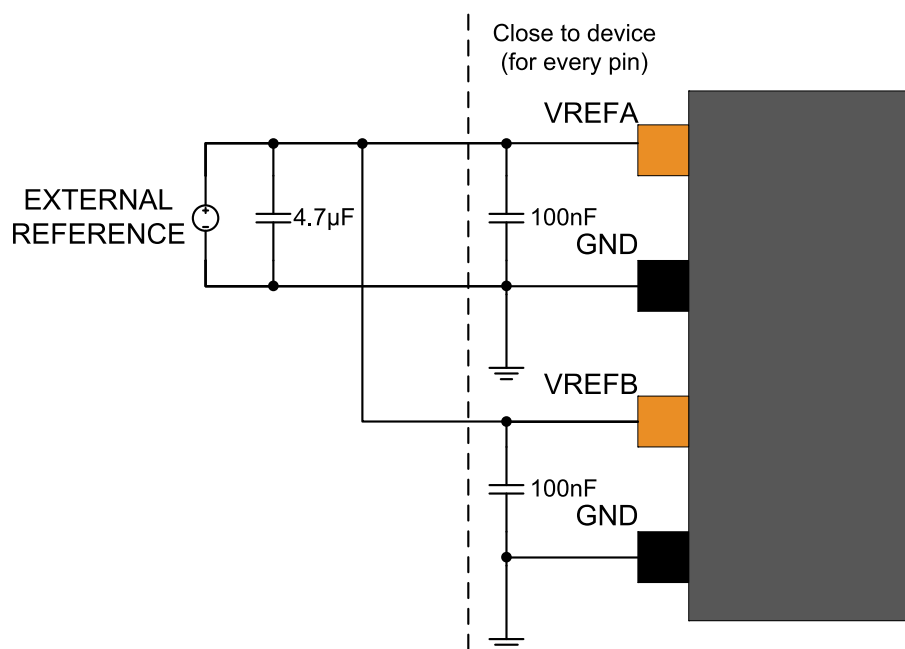 Close to device
(for every pin)
VREFA
EXTERNAL
REFERENCE
+
-
4.7µF
100nF
GND
VREFB
100nF
GND